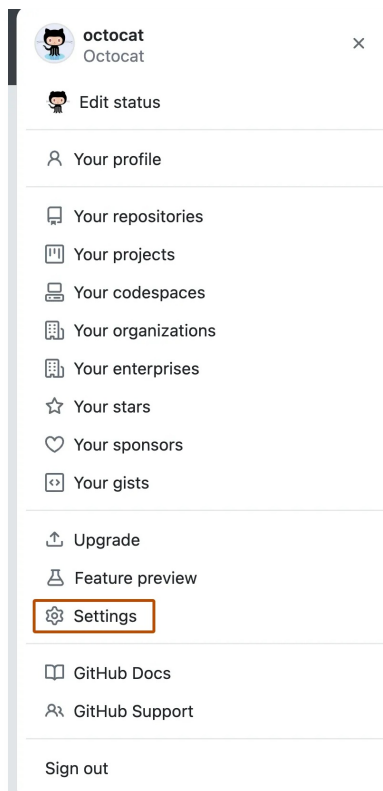 octocat
Octocat
Edit status
Your profile
Your repositories
Your projects
Your codespaces
Your organizations
Your enterprises
Your stars
Your sponsors
Your gists
Upgrade
Feature preview
Settings
GitHub Docs
GitHub Support
Sign out